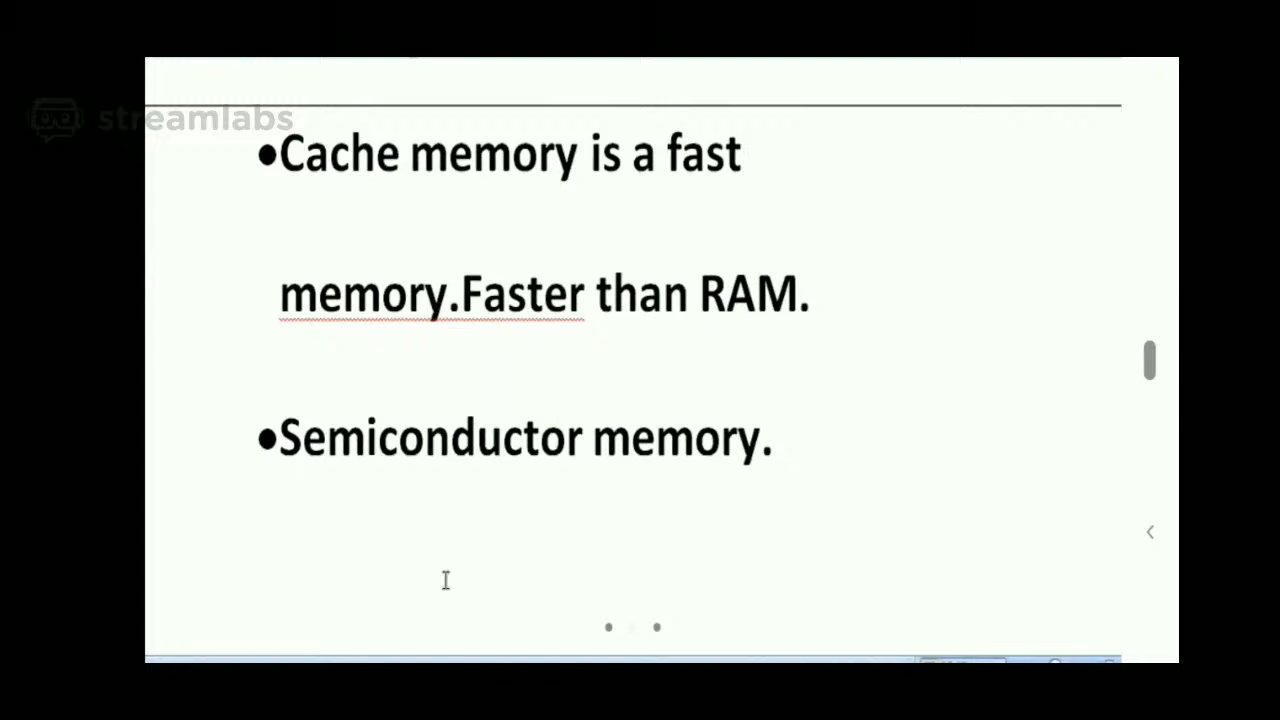 streamlabs
•Cache memory is a fast
memory.Faster than RAM.
•Semiconductor memory.